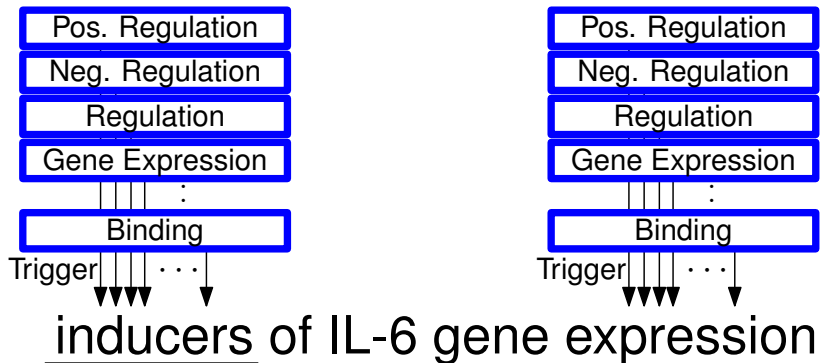 Pos. Regulation Pos. Regulation
Neg. Regulation Neg. Regulation
Regulation Regulation
Gene Expression Gene Expression
Binding Binding
Trigger ... Trigger ...
inducers of IL-6 gene expression